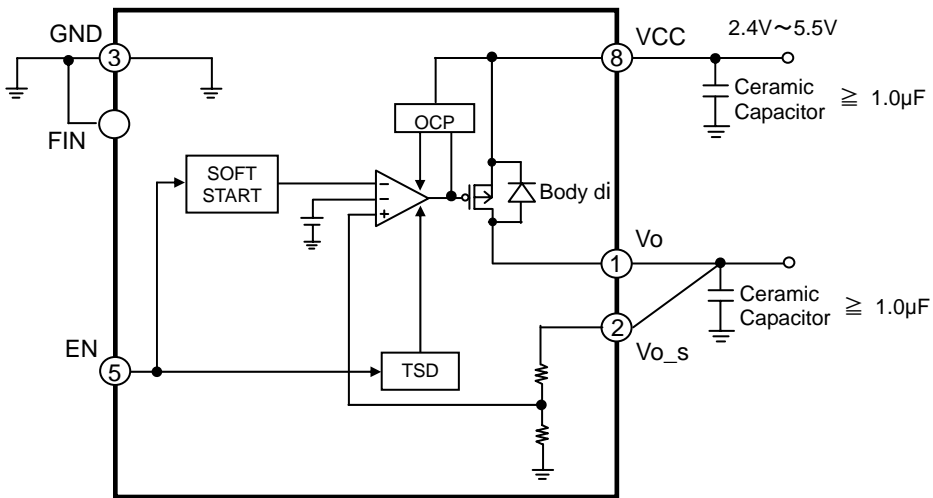 GND
3
FIN
SOFT
START
OCP
Body di
VCC
8
2.4V～5.5V
Ceramic
Capacitor ≧ 1.0µF
Vo
1
Ceramic
Capacitor ≧ 1.0µF
2
Vo_s
EN
5
TSD